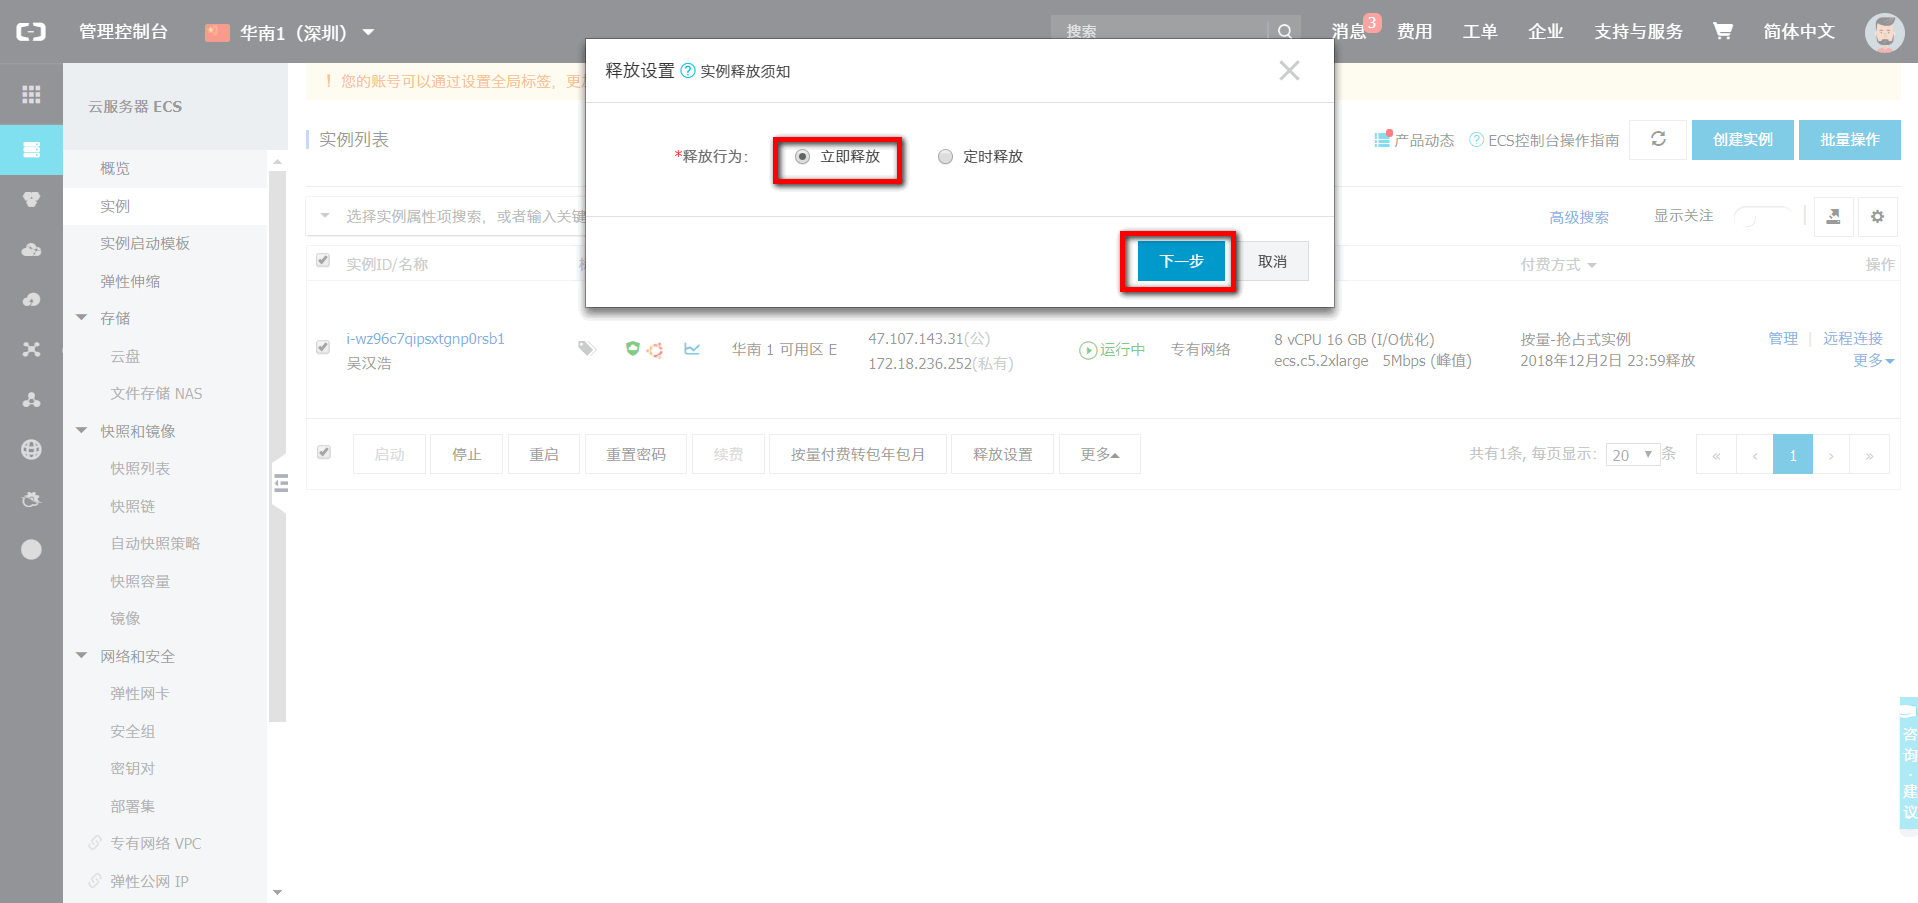 管理控制台
华南1（深圳）
搜索
消息
3
费用
工单
企业
支持与服务
简体中文
云服务器 ECS
概览
实例
实例启动模板
弹性伸缩
存储
云盘
文件存储 NAS
快照和镜像
快照列表
快照链
自动快照策略
快照容量
镜像
网络和安全
弹性网卡
安全组
密钥对
部署集
专有网络 VPC
弹性公网 IP
! 您的账号可以通过设置全局标签，
实例列表
产品动态
ECS控制台操作指南
创建实例
批量操作
释放设置 ? 实例释放须知
*释放行为:
立即释放
定时释放
下一步
取消
选择实例属性项搜索，或者输入关键
高级搜索
显示关注
实例ID/名称
付费方式
操作
i-wz96c7qipsxtgnp0rsb1
吴汉浩
华南 1 可用区 E
47.107.143.31(公)
172.18.236.252(私有)
运行中
专有网络
8 vCPU 16 GB (I/O优化)
ecs.c5.2xlarge 5Mbps (峰值)
按量-抢占式实例
2018年12月2日 23:59释放
管理 | 远程连接
更多
启动
停止
重启
重置密码
续费
按量付费转包年包月
释放设置
更多
共有1条, 每页显示: 20 条
« ‹ 1 › »
咨询·建议